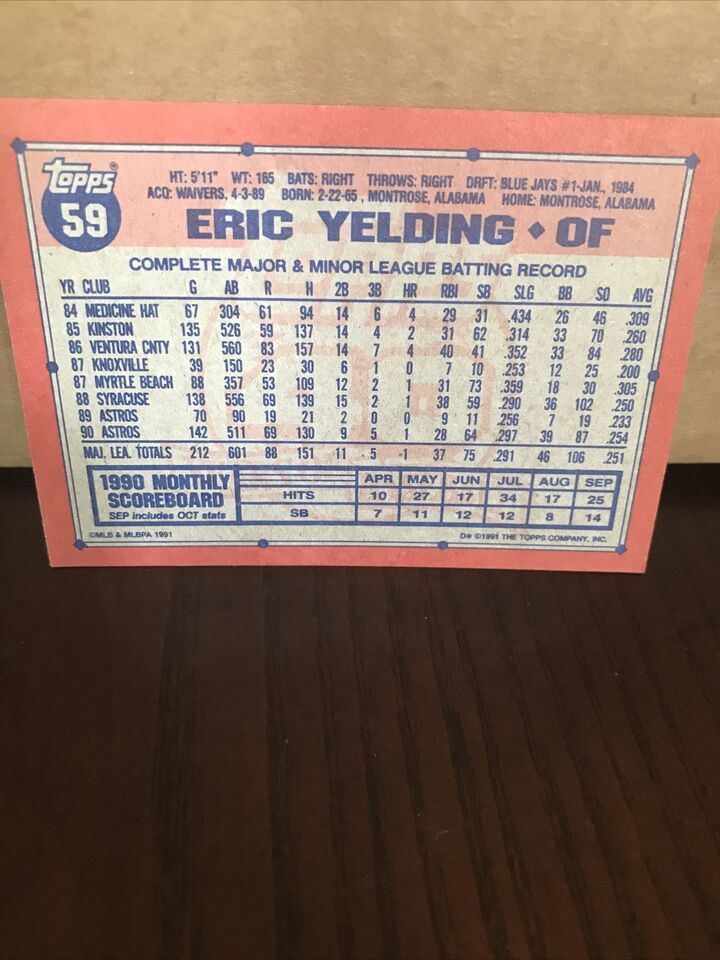 topps®
59
HT: 5'11" WT: 165 BATS: RIGHT THROWS: RIGHT DRFT: BLUE JAYS #1-JAN., 1984
ACQ: WAIVERS, 4-3-89 BORN: 2-22-65 , MONTROSE, ALABAMA HOME: MONTROSE, ALABAMA
ERIC YELDING ♦ OF
COMPLETE MAJOR & MINOR LEAGUE BATTING RECORD
YR CLUB G AB R H 2B 3B HR RBI SB SLG BB SO AVG
84 MEDICINE HAT 67 304 61 94 14 6 4 29 31 .434 26 46 .309
85 KINSTON 135 526 59 137 14 4 2 31 62 .314 33 70 .260
86 VENTURA CNTY 131 560 83 157 14 7 4 40 41 .352 33 84 .280
87 KNOXVILLE 39 150 23 30 6 1 0 7 10 .253 12 25 .200
87 MYRTLE BEACH 88 357 53 109 12 2 1 31 73 .359 18 30 .305
88 SYRACUSE 138 556 69 139 15 2 1 38 59 .290 36 102 .250
89 ASTROS 70 90 19 21 2 0 0 9 11 .256 7 19 .233
90 ASTROS 142 511 69 130 9 5 1 28 64 .297 39 87 .254
MAJ. LEA. TOTALS 212 601 88 151 11 5 1 37 75 .291 46 106 .251
1990 MONTHLY SCOREBOARD
SEP includes OCT stats
APR MAY JUN JUL AUG SEP
HITS 10 27 17 34 17 25
SB 7 11 12 12 8 14
©MLB & MLBPA 1991 D* ©1991 THE TOPPS COMPANY, INC.